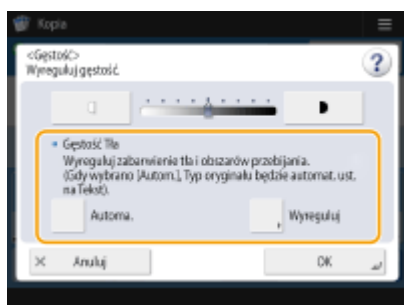 Kopia
<Gęstość>
Wyreguluj gęstość.
?
Gęstość Tła
Wyreguluj zabarwienie tła i obszarów przebijania.
(Gdy wybrano [Autom.], Typ oryginału będzie automat. ust.
na Tekst).
Automa.
Wyreguluj
Anuluj
OK